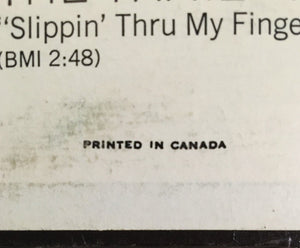 "Slippin' Thru My Finge
(BMI 2:48)
PRINTED IN CANADA